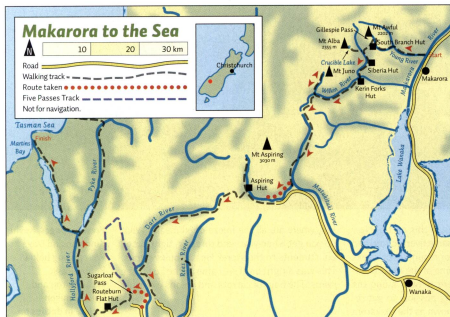 Makarora to the Sea
N
10
20
30 km
Road
Walking track
Route taken
Five Passes Track
Not for navigation.
Christchurch
Gillespie Pass
Mt Awful
Mt Alba
South Branch Hut
Young River
Crucible Lake
Mt Juno
Siberia Hut
Wilkin River
Kerin Forks
Hut
Makarora
Tasman Sea
Martins
Bay
Finish
Pyke River
Mt Aspiring
3030 m
Aspiring
Hut
Matukituki River
Lake Wanaka
Dart River
Rees River
Hollyford River
Sugarloaf
Pass
Routeburn
Flat Hut
Wanaka